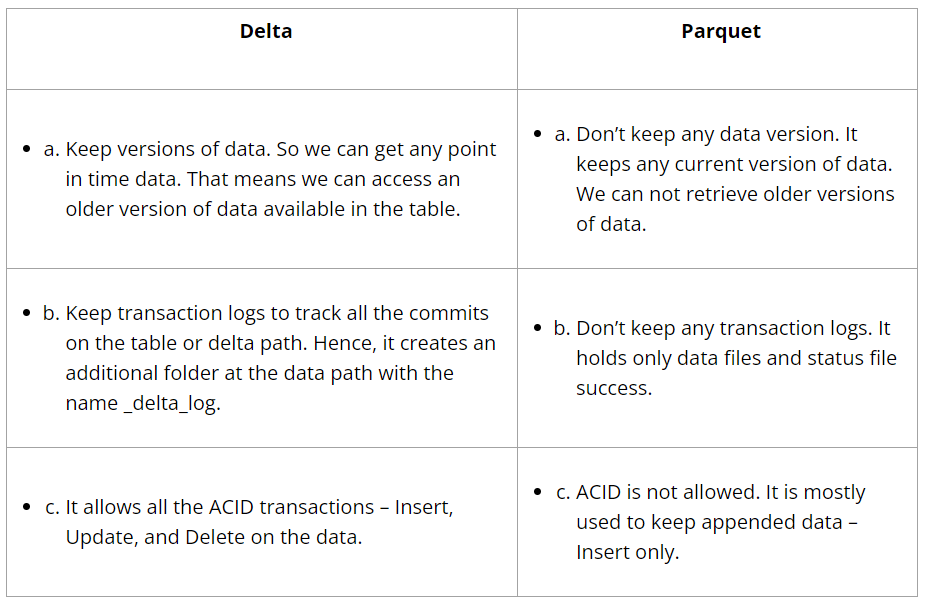 Delta
Parquet
a. Keep versions of data. So we can get any point
in time data. That means we can access an
older version of data available in the table.
a. Don’t keep any data version. It
keeps any current version of data.
We can not retrieve older versions
of data.
b. Keep transaction logs to track all the commits
on the table or delta path. Hence, it creates an
additional folder at the data path with the
name _delta_log.
b. Don’t keep any transaction logs. It
holds only data files and status file
success.
c. It allows all the ACID transactions – Insert,
Update, and Delete on the data.
c. ACID is not allowed. It is mostly
used to keep appended data –
Insert only.